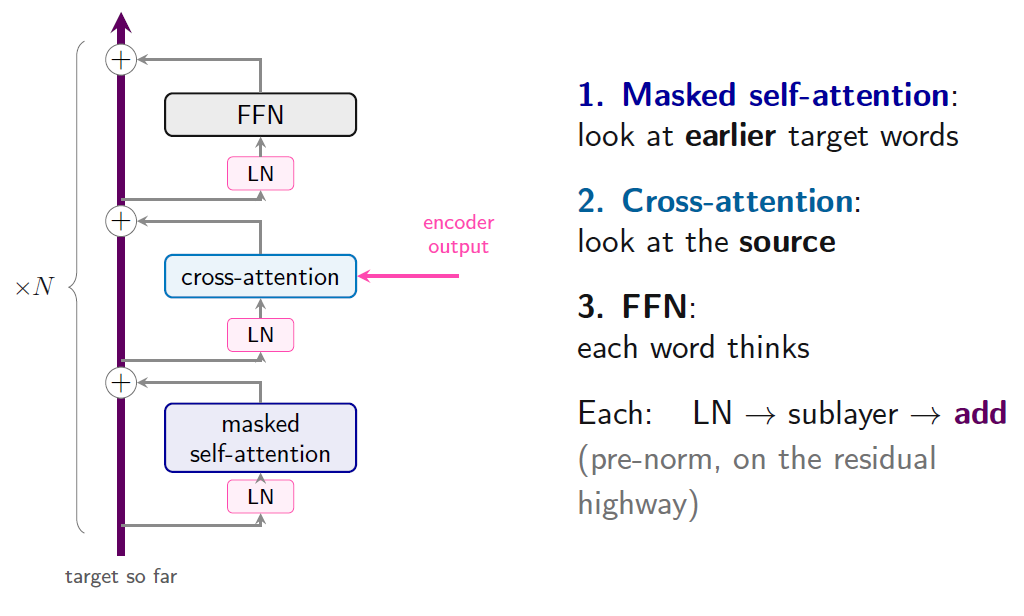 FFN
LN
encoder
output
cross-attention
×N
LN
masked
self-attention
LN
target so far
1. Masked self-attention:
look at earlier target words
2. Cross-attention:
look at the source
3. FFN:
each word thinks
Each: LN → sublayer → add
(pre-norm, on the residual
highway)